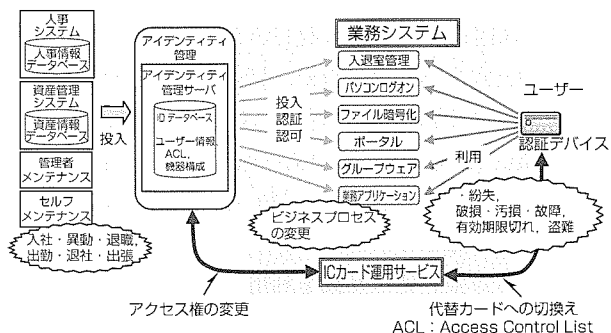 人事
システム
人事情報
データベース
資産管理
システム
資産情報
データベース
管理者
メンテナンス
セルフ
メンテナンス
入社・異動・退職,
出勤・退社・出張
投入
アイデンティティ
管理
アイデンティティ
管理サーバ
IDデータベース
ユーザー情報,
ACL,
機器構成
投入
認証
認可
業務システム
入退室管理
パソコンログオン
ファイル暗号化
ポータル
グループウェア
業務アプリケーション
利用
ユーザー
認証デバイス
ビジネスプロセス
の変更
・紛失,
破損・汚損・故障,
有効期限切れ, 盗難
ICカード運用サービス
アクセス権の変更
代替カードへの切換え
ACL：Access Control List